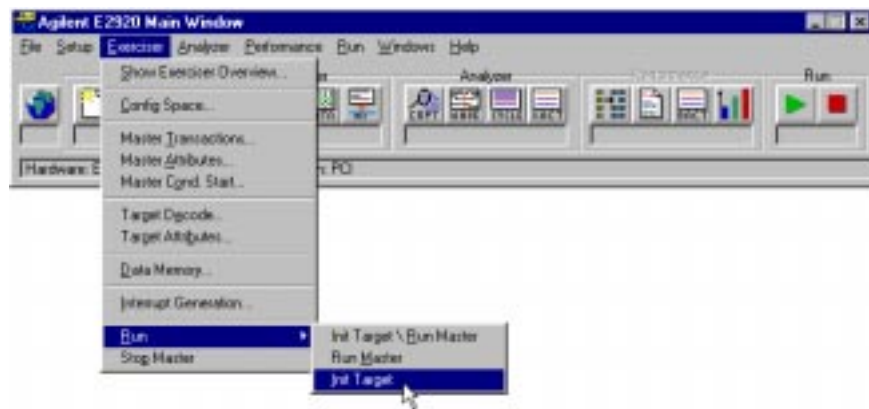 Agilent E2920 Main Window
File Setup Exerciser Analyzer Performance Run Windows Help
Show Exerciser Overview...
Analyzer
Run
Config Space...
Master Transactions...
Master Attributes...
Master Cond. Start...
Hardware: E
PCI
Target Decode...
Target Attributes...
Data Memory...
Interrupt Generation...
Run
Init Target \ Run Master
Stop Master
Run Master
Init Target